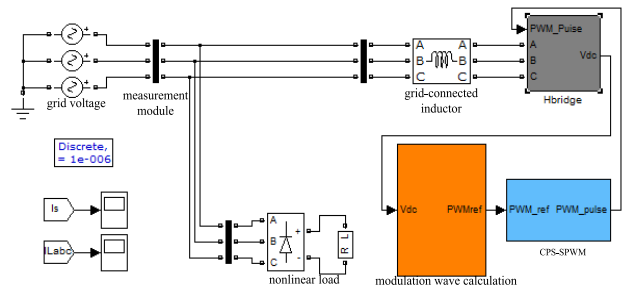 PWM_Pulse
A
B
C
Vdc
Hbridge
A A
B B
C C
grid-connected
inductor
grid voltage
measurement
module
Discrete,
= 1e-006
Is
ILabc
A
B
C
+
-
R L
nonlinear load
Vdc
PWMref
modulation wave calculation
PWM_ref
PWM_pulse
CPS-SPWM